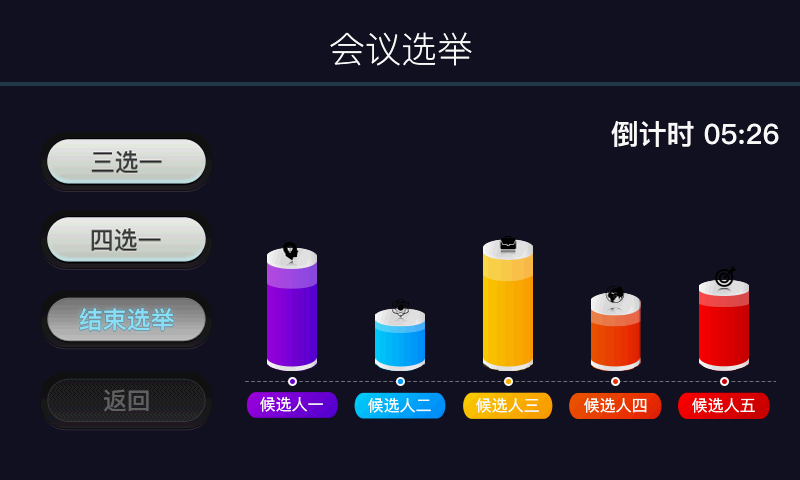 会议选举
倒计时 05:26
三选一
四选一
结束选举
返回
候选人一
候选人二
候选人三
候选人四
候选人五